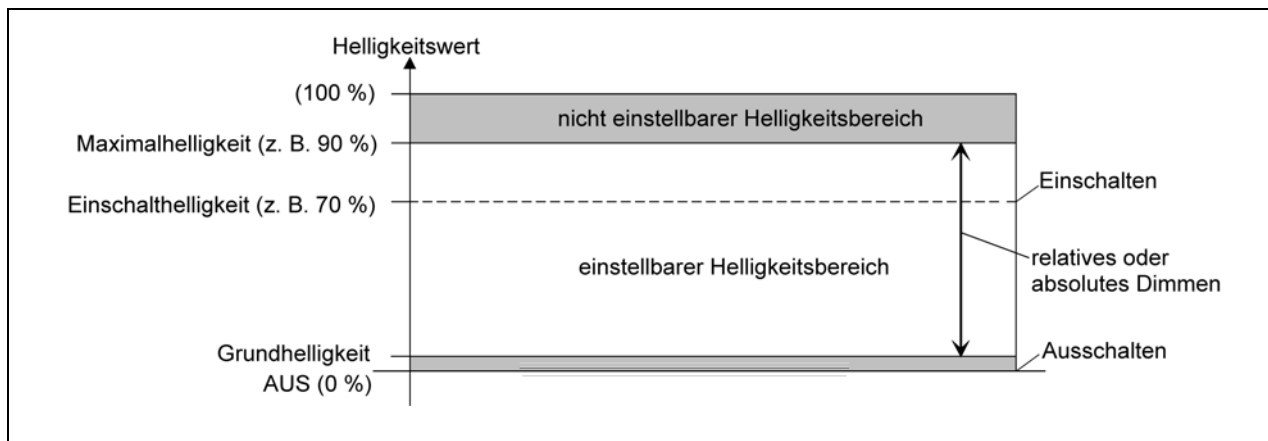 Helligkeitswert
(100 %)
nicht einstellbarer Helligkeitsbereich
Maximalhelligkeit (z. B. 90 %)
Einschalten
Einschalthelligkeit (z. B. 70 %)
einstellbarer Helligkeitsbereich
relatives oder
absolutes Dimmen
Grundhelligkeit
Ausschalten
AUS (0 %)